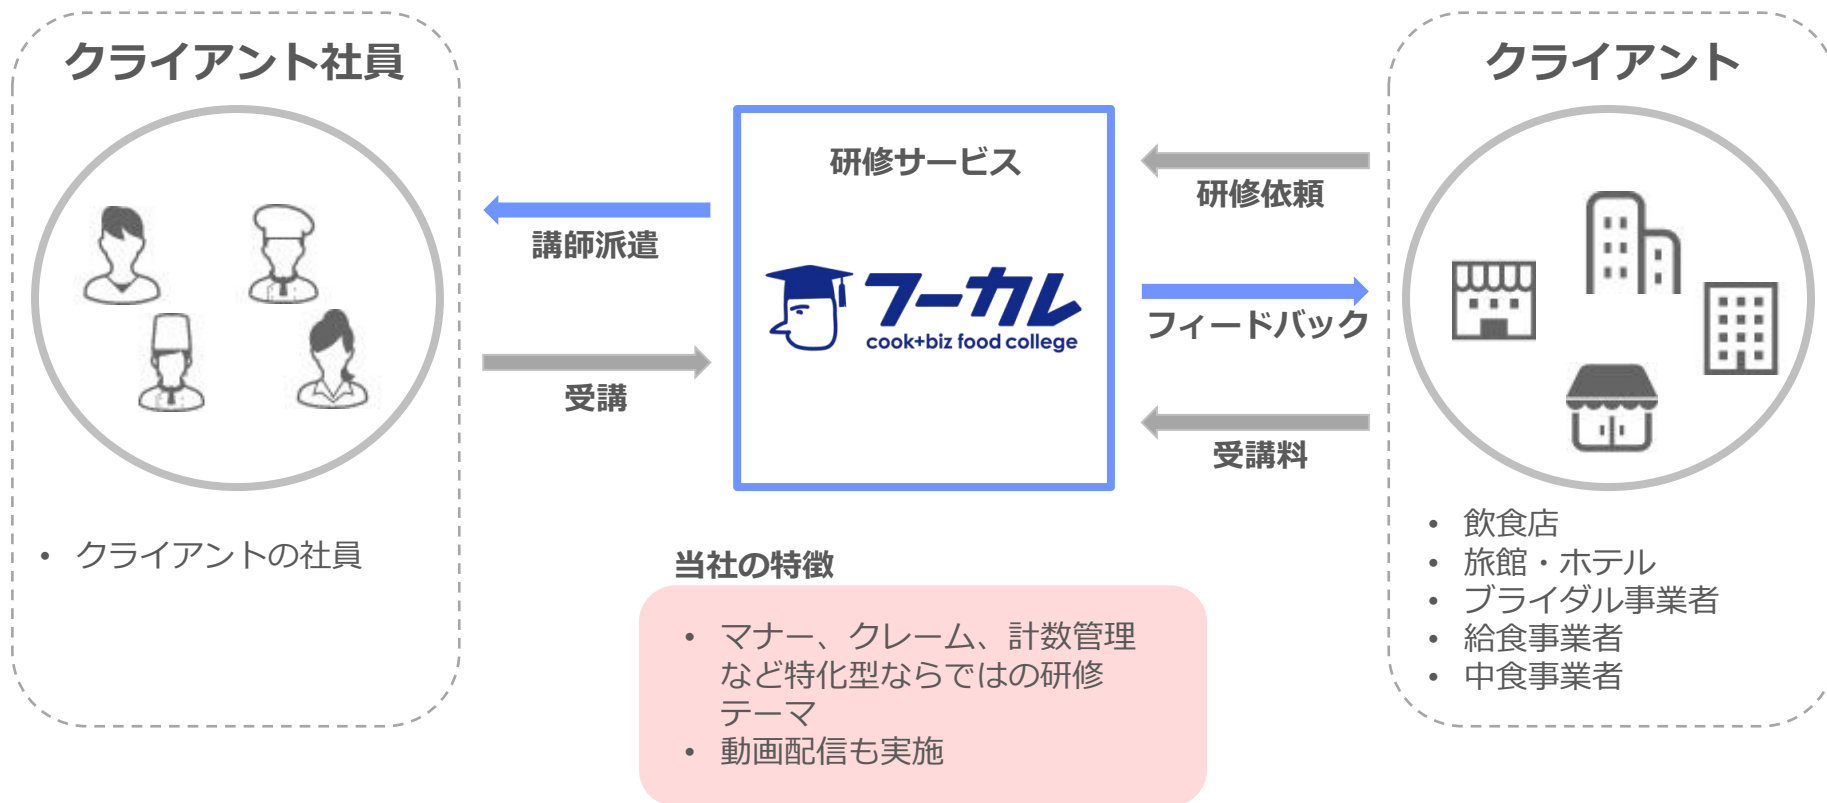 クライアント社員
• クライアントの社員
講師派遣
受講
研修サービス
フーカレ
cook+biz food college
研修依頼
フィードバック
受講料
クライアント
• 飲食店
• 旅館・ホテル
• ブライダル事業者
• 給食事業者
• 中食事業者
当社の特徴
• マナー、クレーム、計数管理
など特化型ならではの研修
テーマ
• 動画配信も実施